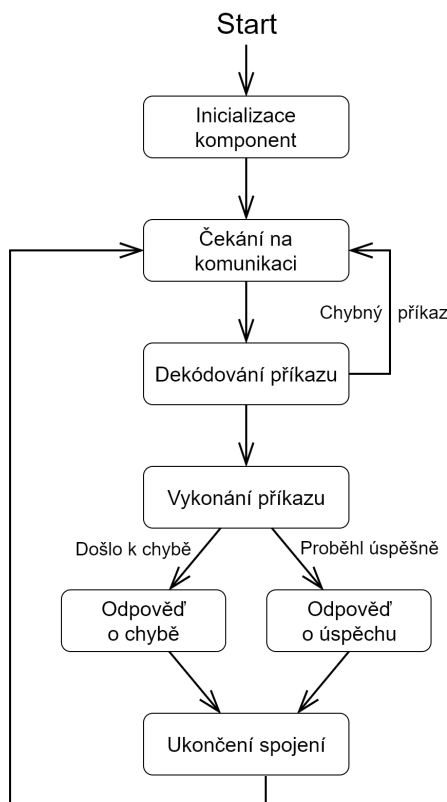 Start
Inicializace
komponent
Čekání na
komunikaci
Chybný příkaz
Dekódování příkazu
Vykonání příkazu
Došlo k chybě
Proběhl úspěšně
Odpověď
o chybě
Odpověď
o úspěchu
Ukončení spojení